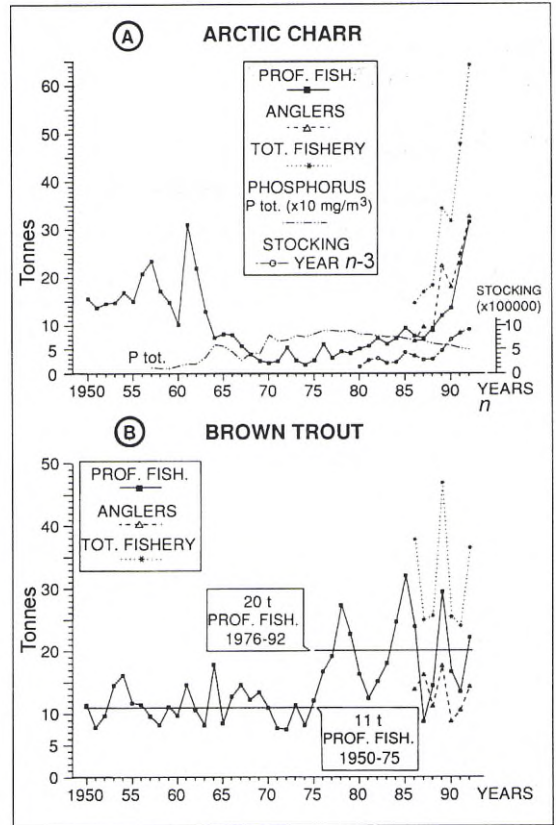 A ARCTIC CHARR
PROF. FISH.
ANGLERS
TOT. FISHERY
PHOSPHORUS
P tot. (x10 mg/m³)
STOCKING
YEAR n-3
Tonnes
65
60
50
40
30
20
10
0
P tot.
STOCKING
(x100000)
10
5
0
1950 55 60 65 70 75 80 85 90 YEARS
n
B BROWN TROUT
PROF. FISH.
ANGLERS
TOT. FISHERY
Tonnes
50
40
30
20
10
0
20 t
PROF. FISH.
1976-92
11 t
PROF. FISH.
1950-75
1950 55 60 65 70 75 80 85 90 YEARS